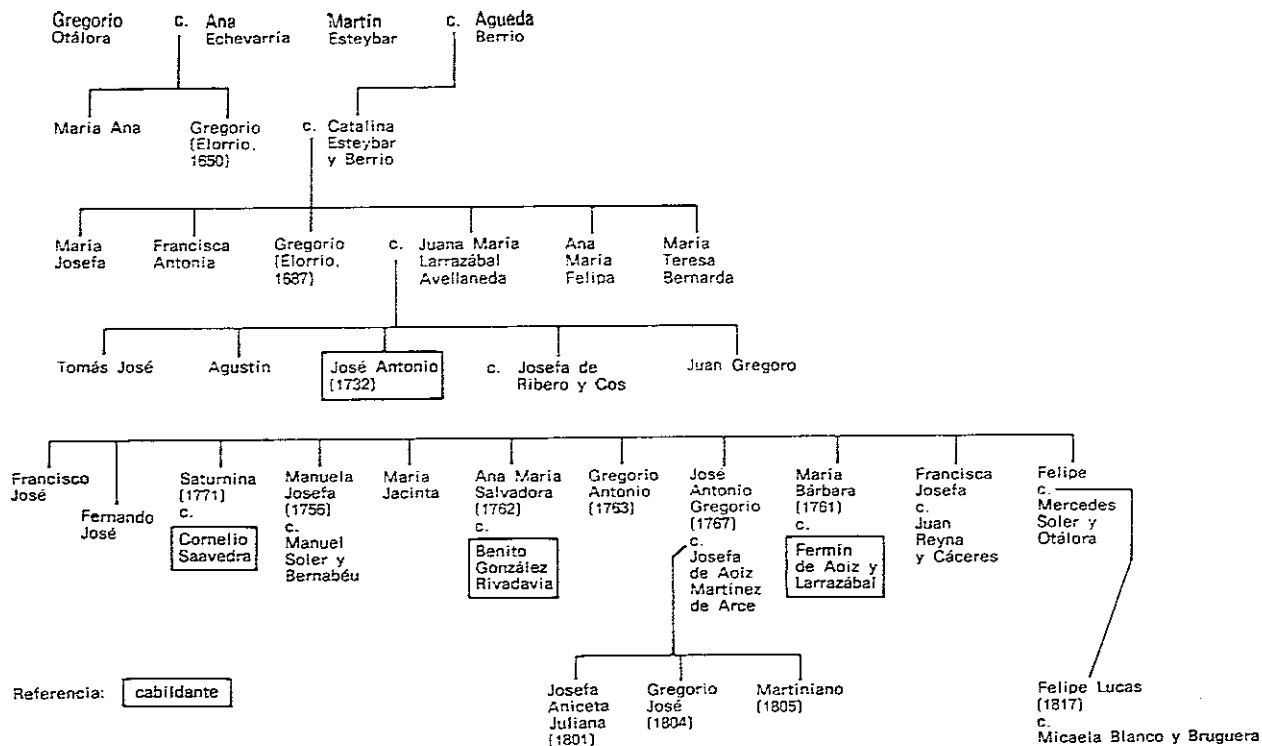 Gregorio
Otálora
c. Ana
Echevarría
Martín
Esteybar
c. Agueda
Berrio
María Ana
Gregorio
(Elorrio,
1650)
c. Catalina
Esteybar
y Berrio
María
Josefa
Francisca
Antonia
Gregorio
(Elorrio,
1687)
c. Juana María
Larrazábal
Avellaneda
Ana
María
Felipa
María
Teresa
Bernarda
Tomás José
Agustín
José Antonio
(1732)
c. Josefa de
Ribero y Cos
Juan Gregoro
Francisco
José
Fernando
José
Saturnina
(1771)
c.
Cornelio
Saavedra
Manuela
Josefa
(1756)
c.
Manuel
Soler y
Bernabéu
María
Jacinta
Ana María
Salvadora
(1762)
c.
Benito
González
Rivadavia
Gregorio
Antonio
(1763)
José
Antonio
Gregorio
(1767)
c.
Josefa
de Aoiz
Martínez
de Arce
María
Bárbara
(1761)
c.
Fermín
de Aoiz y
Larrazábal
Francisca
Josefa
c.
Juan
Reyna
y Cáceres
Felipe
c.
Mercedes
Soler y
Otálora
Referencia: cabildante
Josefa
Aniceta
Juliana
(1801)
Gregorio
José
(1804)
Martiniano
(1805)
Felipe Lucas
(1817)
c.
Micaela Blanco y Bruguera